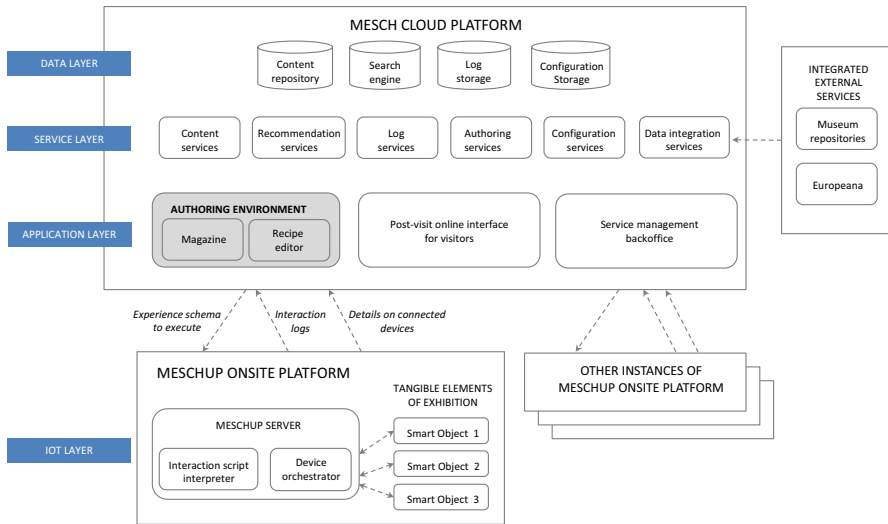 MESCH CLOUD PLATFORM
DATA LAYER
Content
repository
Search
engine
Log
storage
Configuration
Storage
INTEGRATED
EXTERNAL
SERVICES
Museum
repositories
Europeana
SERVICE LAYER
Content
services
Recommendation
services
Log
services
Authoring
services
Configuration
services
Data integration
services
APPLICATION LAYER
AUTHORING ENVIRONMENT
Magazine
Recipe
editor
Post-visit online interface
for visitors
Service management
backoffice
Experience schema
to execute
Interaction
logs
Details on connected
devices
MESCHUP ONSITE PLATFORM
TANGIBLE ELEMENTS
OF EXHIBITION
OTHER INSTANCES OF
MESCHUP ONSITE PLATFORM
IOT LAYER
MESCHUP SERVER
Interaction script
interpreter
Device
orchestrator
Smart Object 1
Smart Object 2
Smart Object 3